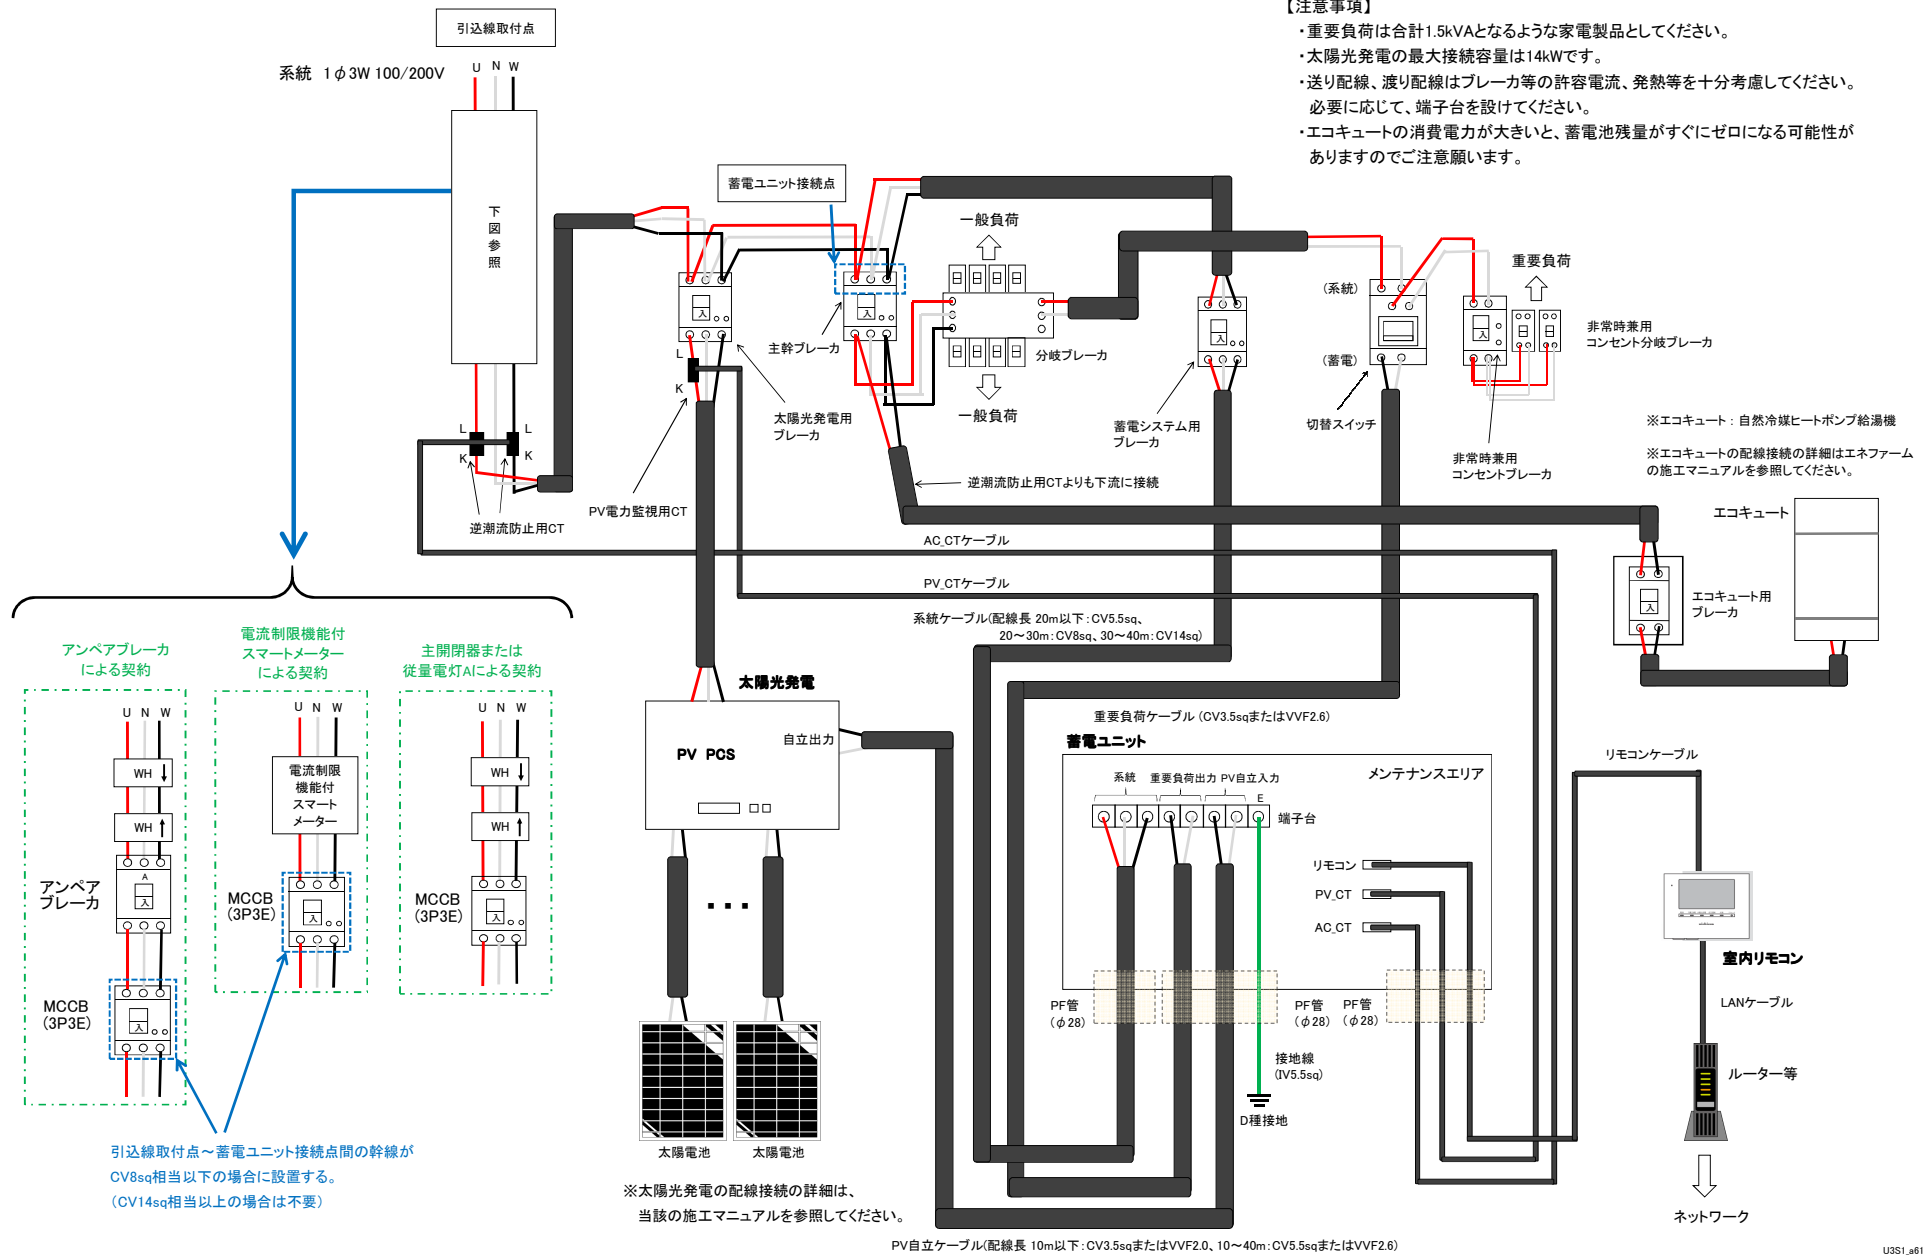 引込線取付点
系統 1φ3W 100/200V
U N W
【注意事項】
・重要負荷は合計1.5kVAとなるような家電製品としてください。
・太陽光発電の最大接続容量は14kWです。
・送り配線、渡り配線はブレーカ等の許容電流、発熱等を十分考慮してください。
必要に応じて、端子台を設けてください。
・エコキュートの消費電力が大きいと、蓄電池残量がすぐにゼロになる可能性が
ありますのでご注意願います。
下図参照
蓄電ユニット接続点
一般負荷
重要負荷
(系統)
入
入
入
入
主幹ブレーカ
分岐ブレーカ
(蓄電)
非常時兼用
コンセント分岐ブレーカ
L
K
一般負荷
太陽光発電用
ブレーカ
蓄電システム用
ブレーカ
切替スイッチ
非常時兼用
コンセントブレーカ
※エコキュート：自然冷媒ヒートポンプ給湯機
※エコキュートの配線接続の詳細はエネファーム
の施工マニュアルを参照してください。
L
L
K
K
逆潮流防止用CT
PV電力監視用CT
逆潮流防止用CTよりも下流に接続
エコキュート
AC_CTケーブル
PV_CTケーブル
入
エコキュート用
ブレーカ
系統ケーブル(配線長 20m以下：CV5.5sq、
20～30m：CV8sq、30～40m：CV14sq)
アンペアブレーカ
による契約
電流制限機能付
スマートメーター
による契約
主開閉器または
従量電灯Aによる契約
U N W
WH
WH
A
入
アンペア
ブレーカ
入
MCCB
(3P3E)
U N W
電流制限
機能付
スマート
メーター
MCCB
(3P3E)
入
U N W
WH
WH
MCCB
(3P3E)
入
引込線取付点～蓄電ユニット接続点間の幹線が
CV8sq相当以下の場合に設置する。
(CV14sq相当以上の場合は不要)
太陽光発電
PV PCS
自立出力
重要負荷ケーブル (CV3.5sqまたはVVF2.6)
蓄電ユニット
メンテナンスエリア
系統 重要負荷出力 PV自立入力
E
端子台
リモコン
PV_CT
AC_CT
PF管
(φ28)
PF管
(φ28)
PF管
(φ28)
接地線
(IV5.5sq)
D種接地
リモコンケーブル
室内リモコン
LANケーブル
ルーター等
ネットワーク
太陽電池
太陽電池
※太陽光発電の配線接続の詳細は、
当該の施工マニュアルを参照してください。
PV自立ケーブル(配線長 10m以下：CV3.5sqまたはVVF2.0、10～40m：CV5.5sqまたはVVF2.6)
U3S1_a61